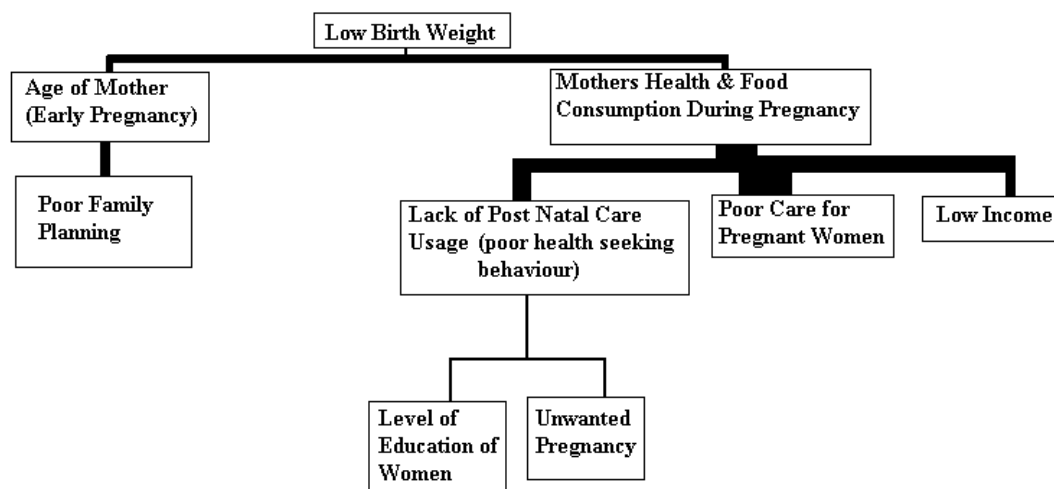 Low Birth Weight
Age of Mother
(Early Pregnancy)
Mothers Health & Food
Consumption During Pregnancy
Poor Family
Planning
Lack of Post Natal Care
Usage (poor health seeking
behaviour)
Poor Care for
Pregnant Women
Low Income
Level of
Education of
Women
Unwanted
Pregnancy